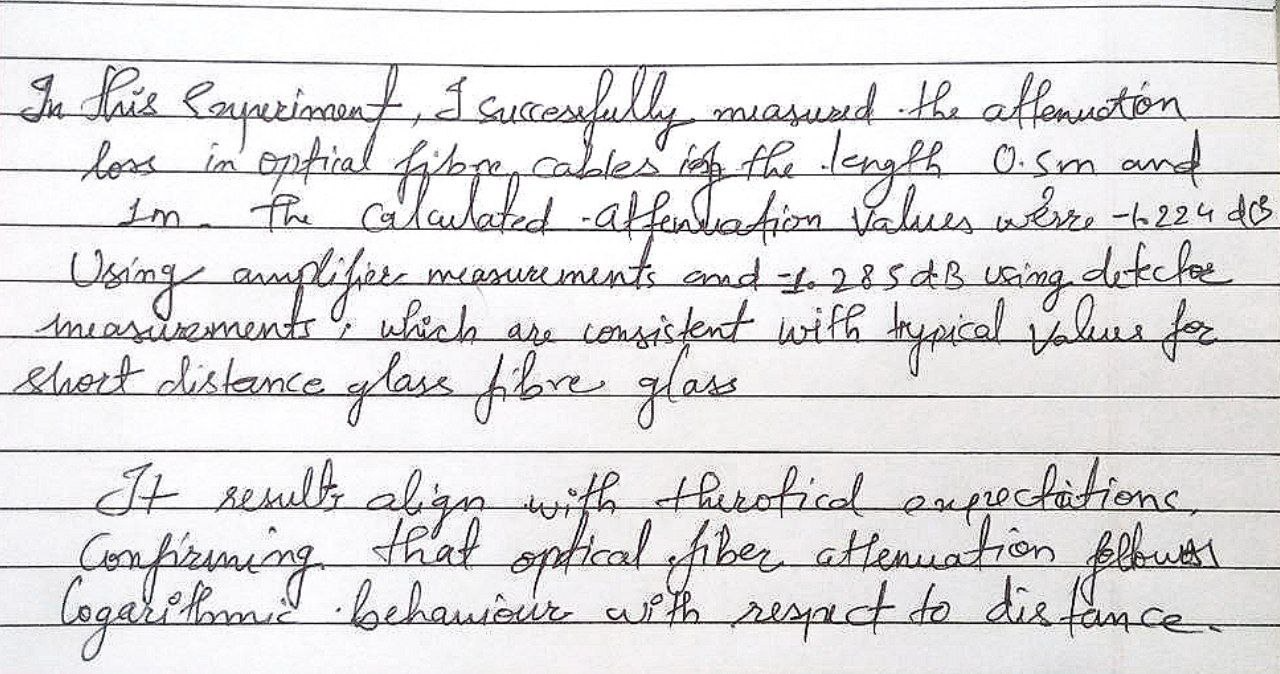 In this Experiment, I succesefully measured the attenuation
loss in optical fibre cables of the length 0.5m and
1m. The calculated attenuation values were -1.224 dB
Using amplifier measurements and -1.285 dB using detector
measurements, which are consistent with typical values for
short distance glass fibre glass
It results align with therotical expectations,
Confirming that optical fiber attenuation follows
logarithmic behaviour with respect to distance.